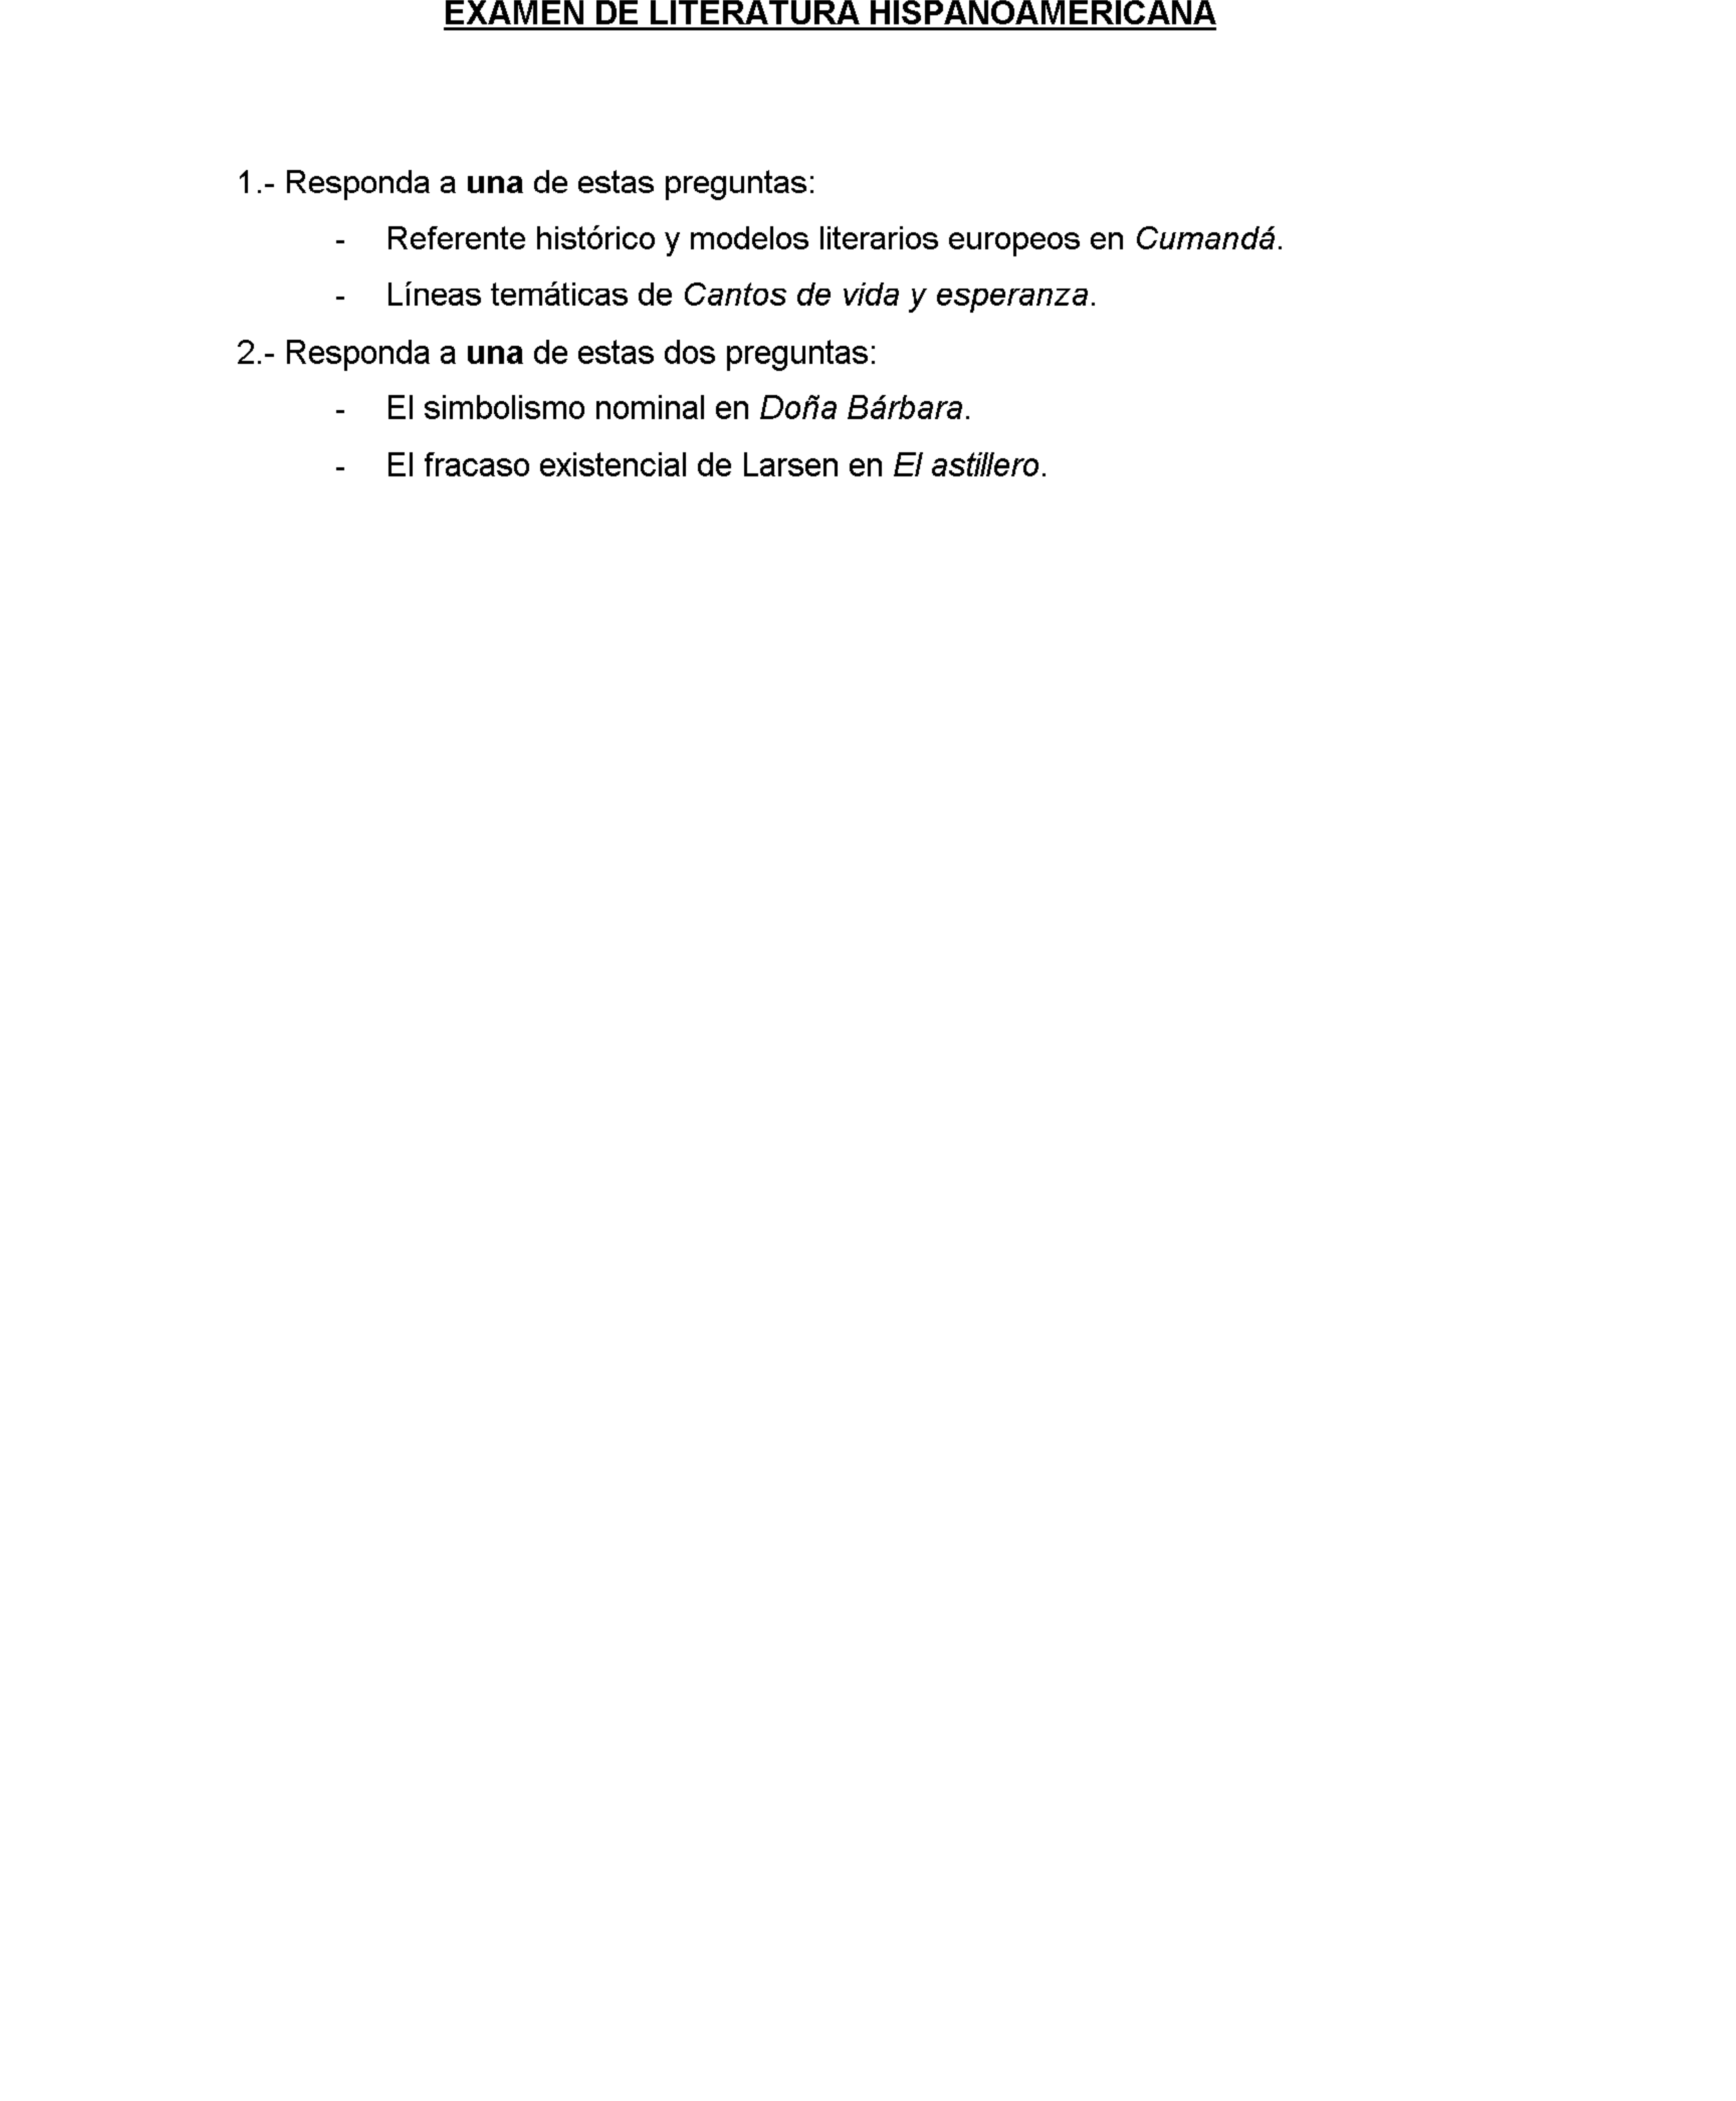 EXAMEN DE LITERATURA HISPANOAMERICANA
1.- Responda a una de estas preguntas:
- Referente histórico y modelos literarios europeos en Cumandá.
- Líneas temáticas de Cantos de vida y esperanza.
2.- Responda a una de estas dos preguntas:
- El simbolismo nominal en Doña Bárbara.
- El fracaso existencial de Larsen en El astillero.